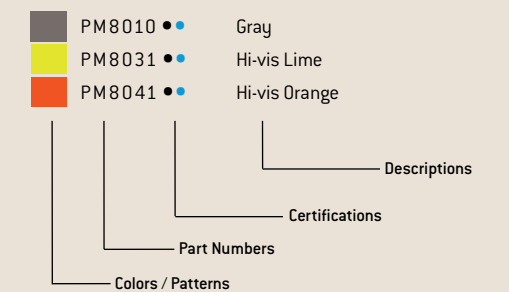 PM8010 •• Gray
PM8031 •• Hi-vis Lime
PM8041 •• Hi-vis Orange
Descriptions
Certifications
Part Numbers
Colors / Patterns